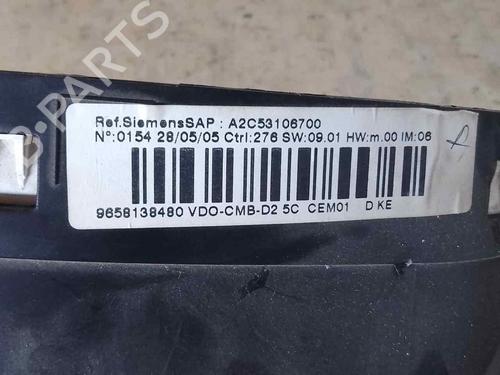 Ref.SiemensSAP : A2C53106700
N°:0154 28/05/05 Ctrl:276 SW:09.01 HW:m.00 IM:06
9658138480 VDO-CMB-D2 5C CEM01 D KE
B-PARTS